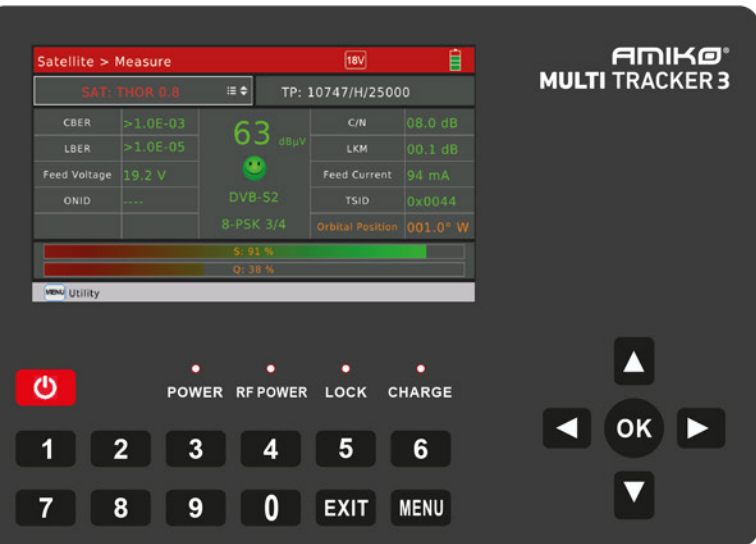 AMIKO®
MULTI TRACKER 3
Satellite > Measure 18V
SAT: THOR 0.8 TP: 10747/H/25000
CBER >1.0E-03 63 dBµV C/N 08.0 dB
LBER >1.0E-05 LKM 00.1 dB
Feed Voltage 19.2 V Feed Current 94 mA
ONID ---- DVB-S2 TSID 0x0044
8-PSK 3/4 Orbital Position 001.0° W
S: 91 %
Q: 38 %
MENU Utility
POWER RF POWER LOCK CHARGE
1 2 3 4 5 6
7 8 9 0 EXIT MENU
OK